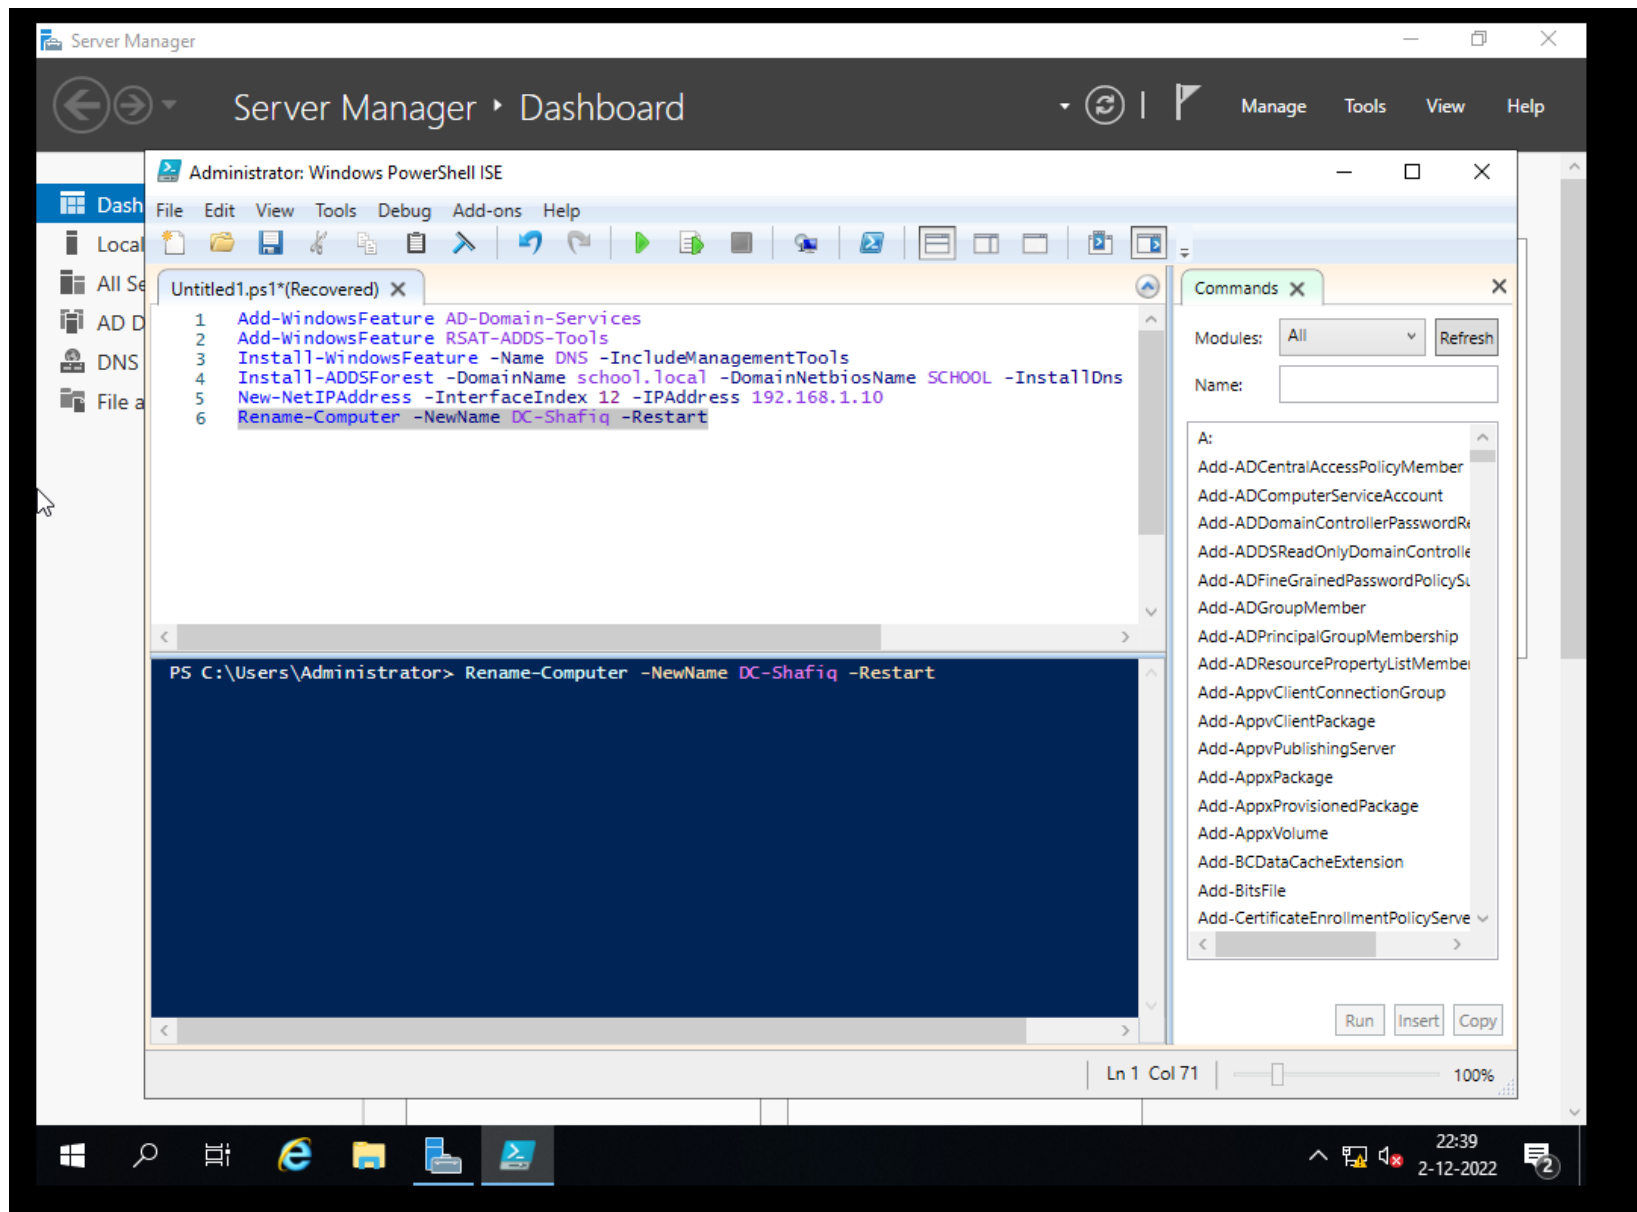 Server Manager
Server Manager • Dashboard
Manage Tools View Help
Administrator: Windows PowerShell ISE
Dash
Local
All Se
AD D
DNS
File a
File Edit View Tools Debug Add-ons Help
Untitled1.ps1*(Recovered)
1 Add-WindowsFeature AD-Domain-Services
2 Add-WindowsFeature RSAT-ADDS-Tools
3 Install-WindowsFeature -Name DNS -IncludeManagementTools
4 Install-ADDSForest -DomainName school.local -DomainNetbiosName SCHOOL -InstallDns
5 New-NetIPAddress -InterfaceIndex 12 -IPAddress 192.168.1.10
6 Rename-Computer -NewName DC-Shafiq -Restart
PS C:\Users\Administrator> Rename-Computer -NewName DC-Shafiq -Restart
Commands
Modules: All Refresh
Name:
A:
Add-ADCentralAccessPolicyMember
Add-ADComputerServiceAccount
Add-ADDomainControllerPasswordRe
Add-ADDSReadOnlyDomainControlle
Add-ADFineGrainedPasswordPolicySu
Add-ADGroupMember
Add-ADPrincipalGroupMembership
Add-ADResourcePropertyListMember
Add-AppvClientConnectionGroup
Add-AppvClientPackage
Add-AppvPublishingServer
Add-AppxPackage
Add-AppxProvisionedPackage
Add-AppxVolume
Add-BCDataCacheExtension
Add-BitsFile
Add-CertificateEnrollmentPolicyServe
Run Insert Copy
Ln 1 Col 71 100%
22:39
2-12-2022
2